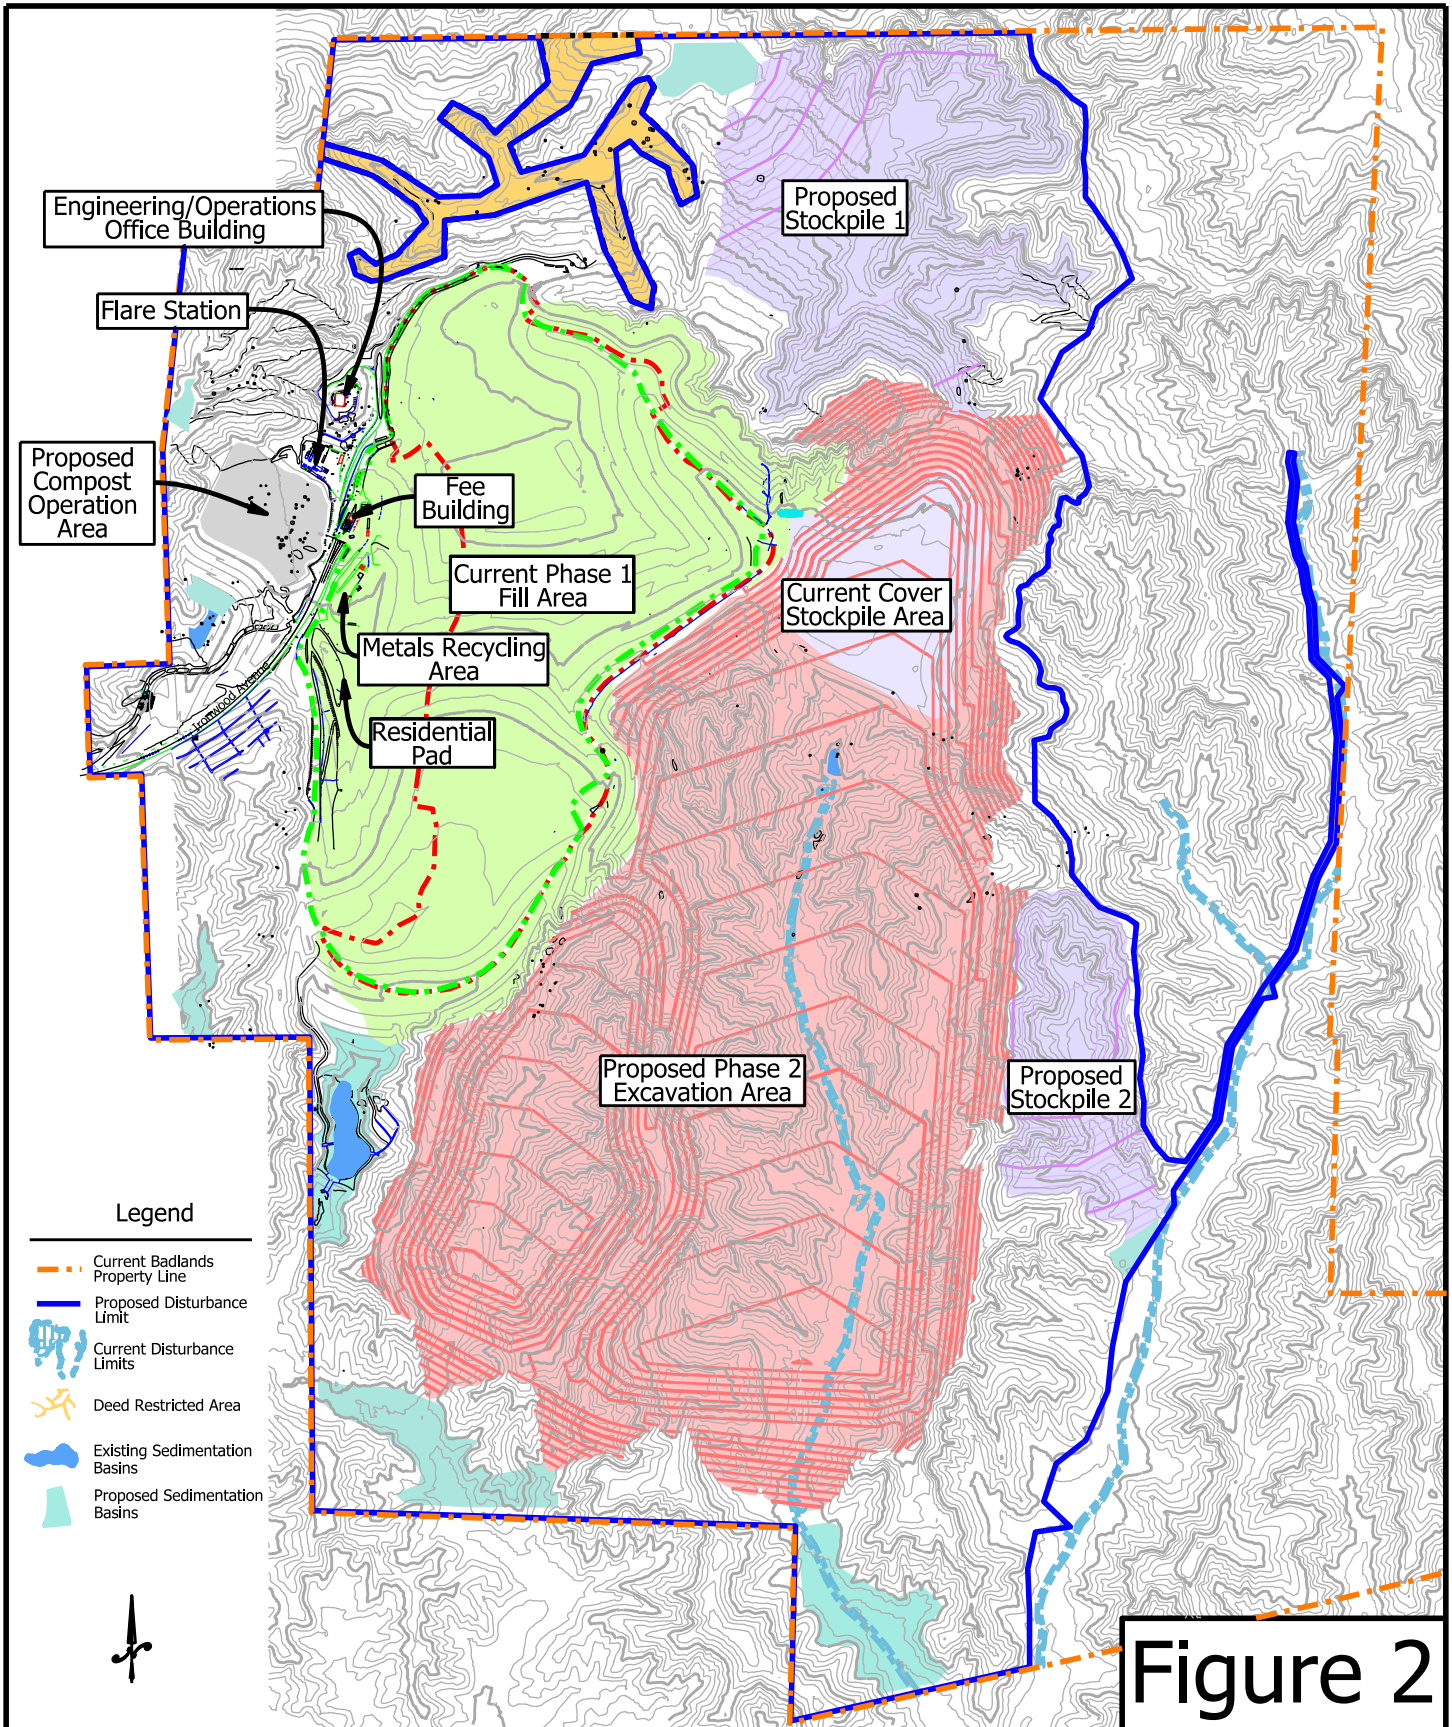 Engineering/Operations
Office Building
Proposed
Stockpile 1
Flare Station
Proposed
Compost
Operation
Area
Fee
Building
Current Phase 1
Fill Area
Current Cover
Stockpile Area
Metals Recycling
Area
Ironwood Avenue
Residential
Pad
Proposed Phase 2
Excavation Area
Proposed
Stockpile 2
Legend
Current Badlands
Property Line
Proposed Disturbance
Limit
Current Disturbance
Limits
Deed Restricted Area
Existing Sedimentation
Basins
Proposed Sedimentation
Basins
Figure 2